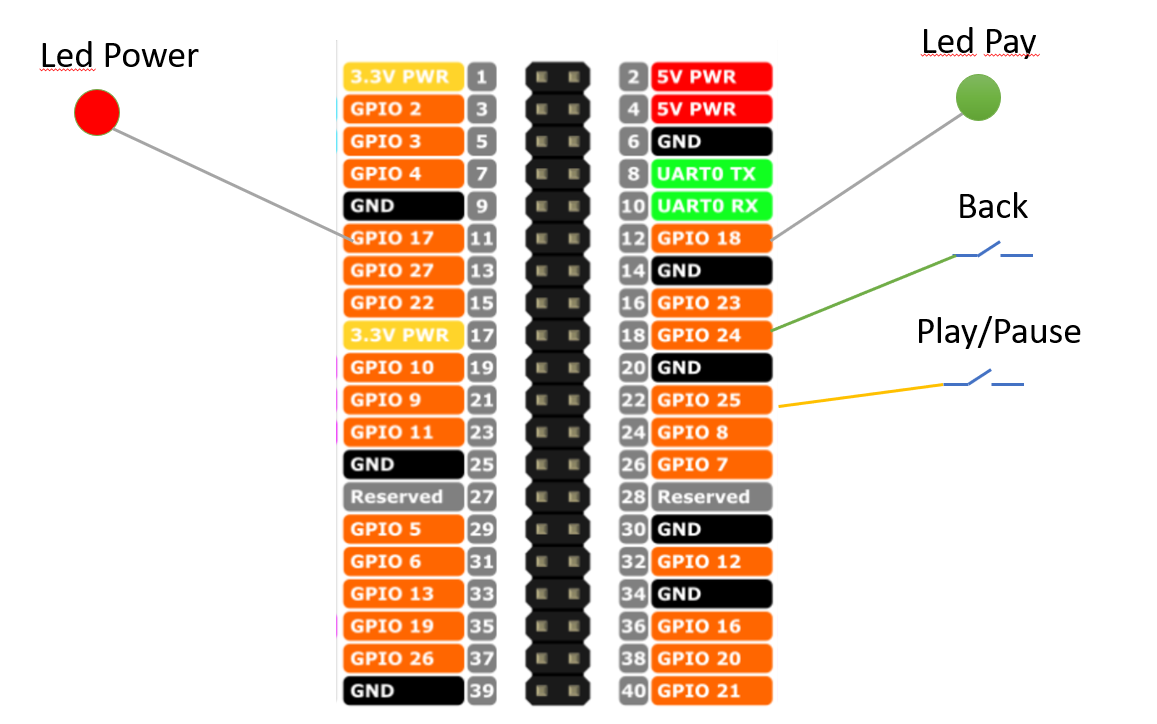 Led Power
Led Pay
3.3V PWR 1 2 5V PWR
GPIO 2 3 4 5V PWR
GPIO 3 5 6 GND
GPIO 4 7 8 UART0 TX
GND 9 10 UART0 RX
GPIO 17 11 12 GPIO 18
GPIO 27 13 14 GND
GPIO 22 15 16 GPIO 23
3.3V PWR 17 18 GPIO 24
GPIO 10 19 20 GND
GPIO 9 21 22 GPIO 25
GPIO 11 23 24 GPIO 8
GND 25 26 GPIO 7
Reserved 27 28 Reserved
GPIO 5 29 30 GND
GPIO 6 31 32 GPIO 12
GPIO 13 33 34 GND
GPIO 19 35 36 GPIO 16
GPIO 26 37 38 GPIO 20
GND 39 40 GPIO 21
Back
Play/Pause